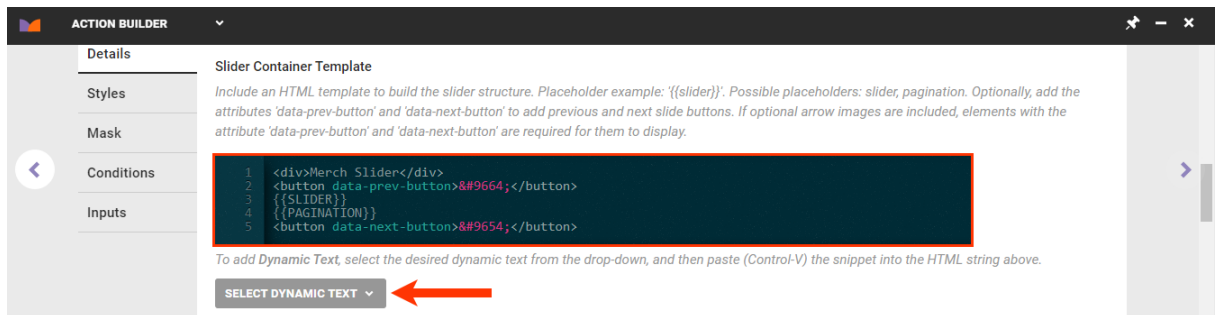 ACTION BUILDER
Details
Styles
Mask
Conditions
Inputs
Slider Container Template
Include an HTML template to build the slider structure. Placeholder example: '{{slider}}'. Possible placeholders: slider, pagination. Optionally, add the
attributes 'data-prev-button' and 'data-next-button' to add previous and next slide buttons. If optional arrow images are included, elements with the
attribute 'data-prev-button' and 'data-next-button' are required for them to display.
1 <div>Merch Slider</div>
2 <button data-prev-button>&#9664;</button>
3 {{SLIDER}}
4 {{PAGINATION}}
5 <button data-next-button>&#9654;</button>
To add Dynamic Text, select the desired dynamic text from the drop-down, and then paste (Control-V) the snippet into the HTML string above.
SELECT DYNAMIC TEXT